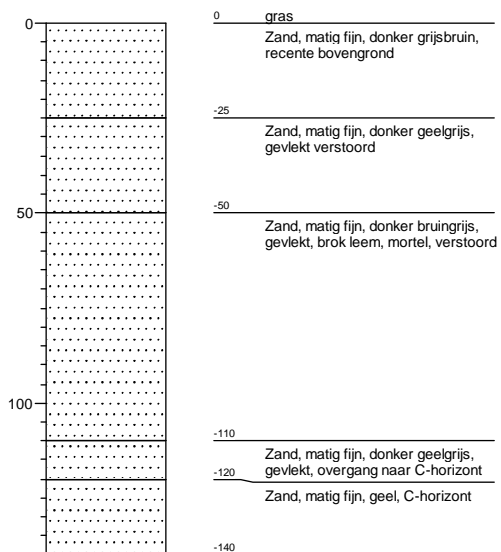 0
0
gras
Zand, matig fijn, donker grijsbruin,
recente bovengrond
-25
Zand, matig fijn, donker geelgrijs,
gevlekt verstoord
50
-50
Zand, matig fijn, donker bruingrijs,
gevlekt, brok leem, mortel, verstoord
100
-110
Zand, matig fijn, donker geelgrijs,
gevlekt, overgang naar C-horizont
-120
Zand, matig fijn, geel, C-horizont
-140